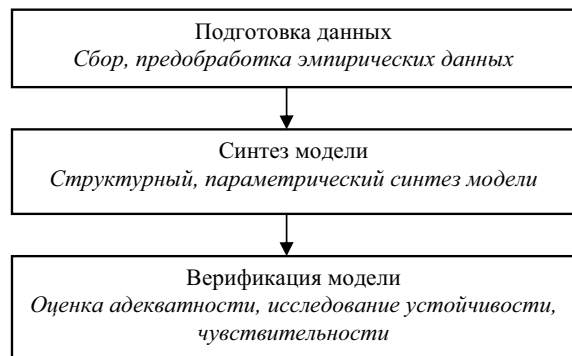 Подготовка данных
Сбор, предобработка эмпирических данных
Синтез модели
Структурный, параметрический синтез модели
Верификация модели
Оценка адекватности, исследование устойчивости,
чувствительности